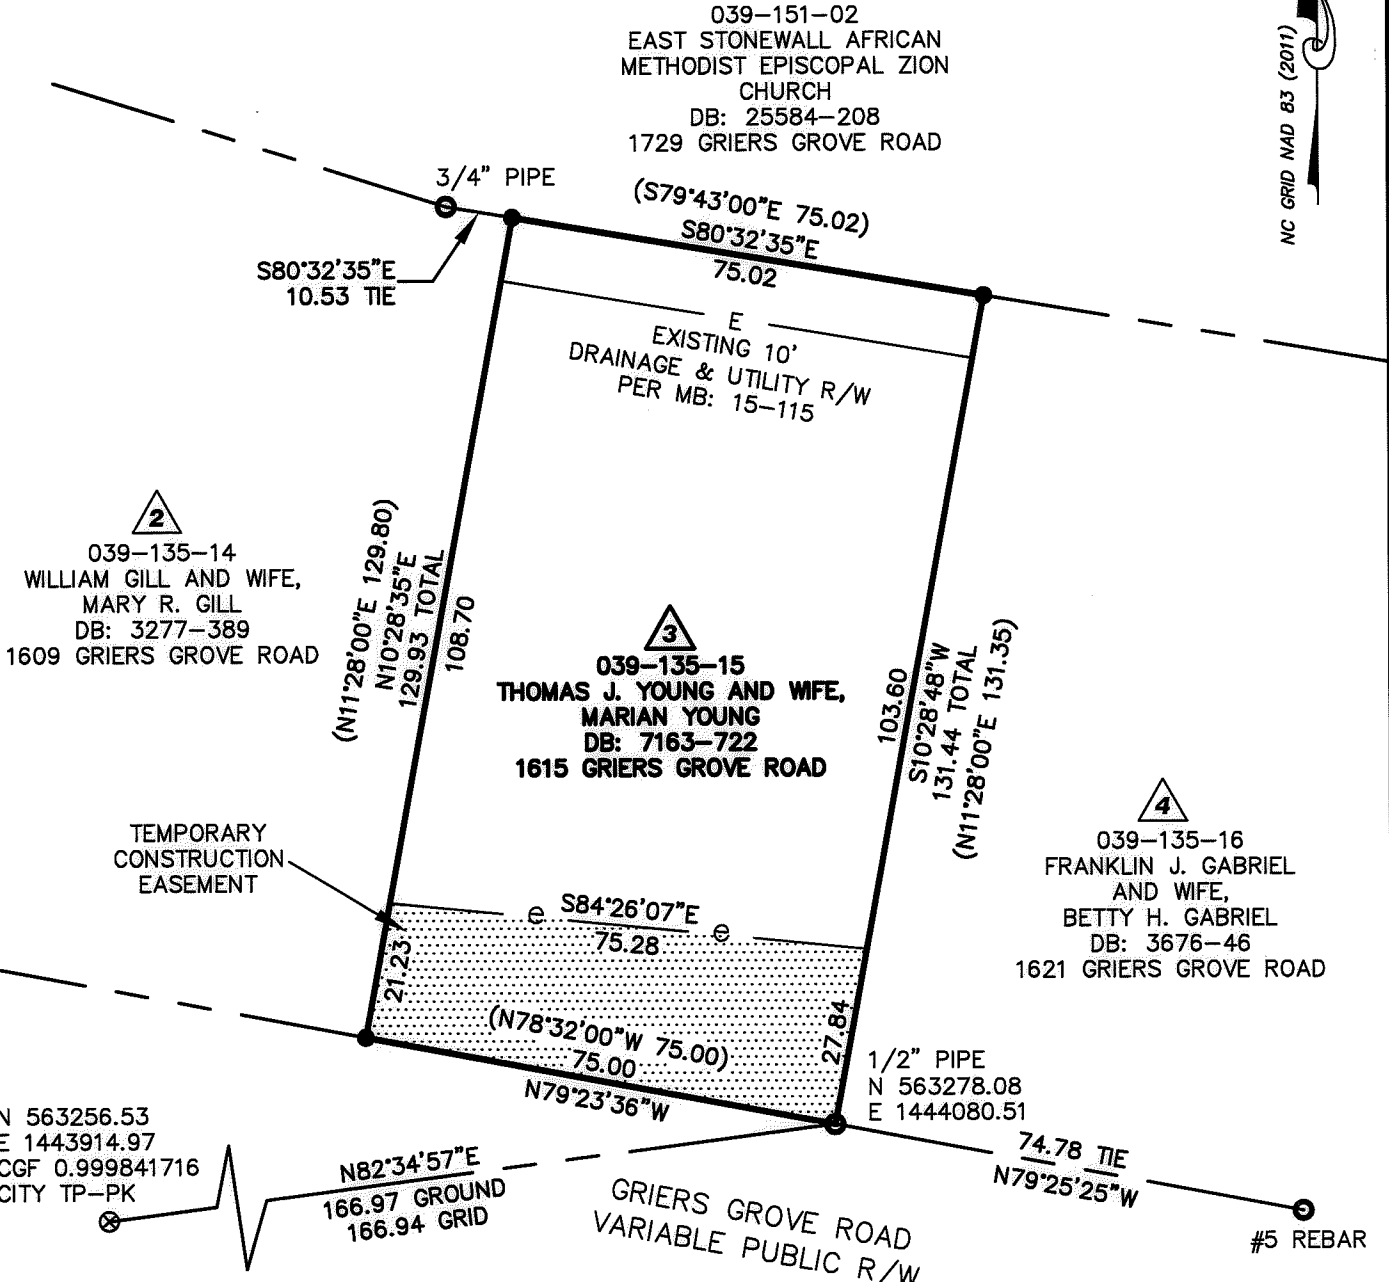 039-151-02
EAST STONEWALL AFRICAN
METHODIST EPISCOPAL ZION
CHURCH
DB: 25584-208
1729 GRIERS GROVE ROAD
NC GRID NAD 83 (2011)
3/4" PIPE
(S79°43'00"E 75.02)
S80°32'35"E
75.02
S80°32'35"E
10.53 TIE
E
EXISTING 10'
DRAINAGE & UTILITY R/W
PER MB: 15-115
2
039-135-14
WILLIAM GILL AND WIFE,
MARY R. GILL
DB: 3277-389
1609 GRIERS GROVE ROAD
(N11°28'00"E 129.80)
N10°28'35"E
129.93 TOTAL
108.70
3
039-135-15
THOMAS J. YOUNG AND WIFE,
MARIAN YOUNG
DB: 7163-722
1615 GRIERS GROVE ROAD
103.60
S10°28'48"W
131.44 TOTAL
(N11°28'00"E 131.35)
4
039-135-16
FRANKLIN J. GABRIEL
AND WIFE,
BETTY H. GABRIEL
DB: 3676-46
1621 GRIERS GROVE ROAD
TEMPORARY
CONSTRUCTION
EASEMENT
S84°26'07"E
75.28
21.23
27.84
(N78°32'00"W 75.00)
75.00
N79°23'36"W
1/2" PIPE
N 563278.08
E 1444080.51
N 563256.53
E 1443914.97
CGF 0.999841716
CITY TP-PK
N82°34'57"E
166.97 GROUND
166.94 GRID
74.78 TIE
N79°25'25"W
#5 REBAR
GRIERS GROVE ROAD
VARIABLE PUBLIC R/W